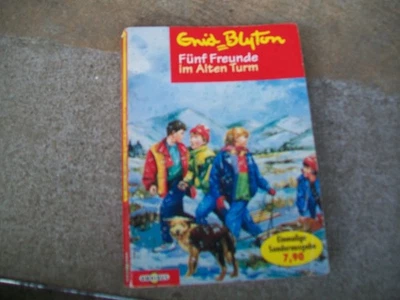 Enid Blyton
Fünf Freunde
im Alten Turm
Einmalige
Sonderausgabe
7,90